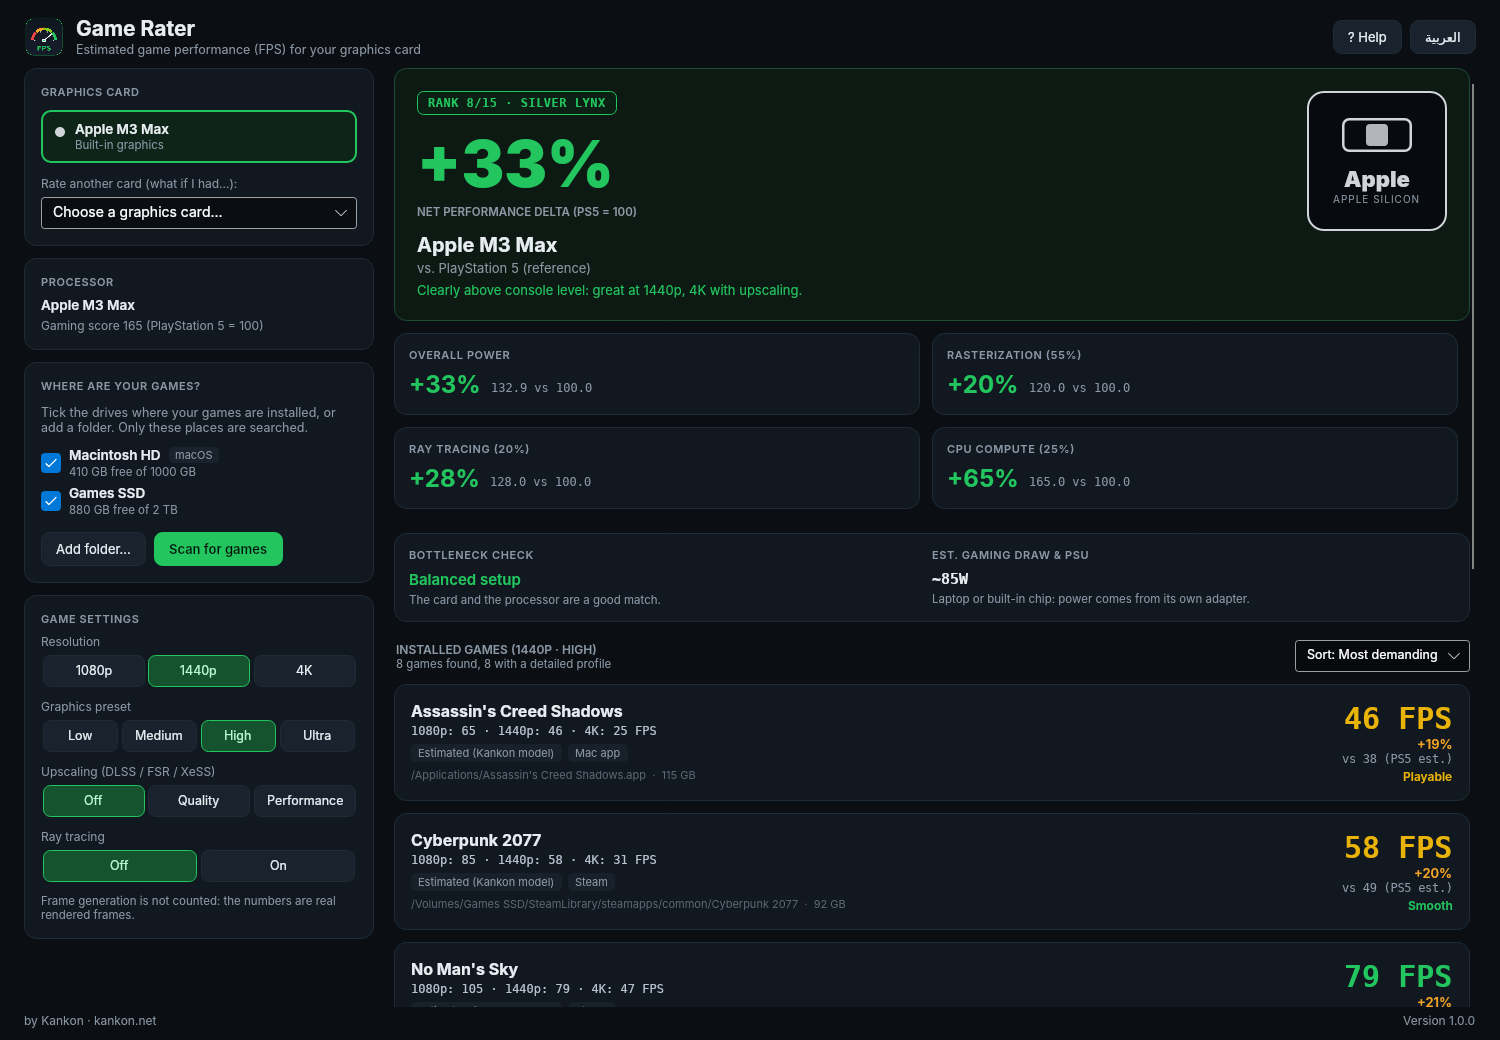 FPS
Game Rater
Estimated game performance (FPS) for your graphics card
? Help
العربية
GRAPHICS CARD
Apple M3 Max
Built-in graphics
Rate another card (what if I had...):
Choose a graphics card...
PROCESSOR
Apple M3 Max
Gaming score 165 (PlayStation 5 = 100)
WHERE ARE YOUR GAMES?
Tick the drives where your games are installed, or
add a folder. Only these places are searched.
Macintosh HD macOS
410 GB free of 1000 GB
Games SSD
880 GB free of 2 TB
Add folder... Scan for games
GAME SETTINGS
Resolution
1080p 1440p 4K
Graphics preset
Low Medium High Ultra
Upscaling (DLSS / FSR / XeSS)
Off Quality Performance
Ray tracing
Off On
Frame generation is not counted: the numbers are real
rendered frames.
RANK 8/15 · SILVER LYNX
+33%
NET PERFORMANCE DELTA (PS5 = 100)
Apple M3 Max
vs. PlayStation 5 (reference)
Clearly above console level: great at 1440p, 4K with upscaling.
Apple
APPLE SILICON
OVERALL POWER
+33% 132.9 vs 100.0
RASTERIZATION (55%)
+20% 120.0 vs 100.0
RAY TRACING (20%)
+28% 128.0 vs 100.0
CPU COMPUTE (25%)
+65% 165.0 vs 100.0
BOTTLENECK CHECK
Balanced setup
The card and the processor are a good match.
EST. GAMING DRAW & PSU
~85W
Laptop or built-in chip: power comes from its own adapter.
INSTALLED GAMES (1440P · HIGH)
8 games found, 8 with a detailed profile
Sort: Most demanding
Assassin's Creed Shadows
1080p: 65 · 1440p: 46 · 4K: 25 FPS
Estimated (Kankon model) Mac app
/Applications/Assassin's Creed Shadows.app · 115 GB
46 FPS
+19%
vs 38 (PS5 est.)
Playable
Cyberpunk 2077
1080p: 85 · 1440p: 58 · 4K: 31 FPS
Estimated (Kankon model) Steam
/Volumes/Games SSD/SteamLibrary/steamapps/common/Cyberpunk 2077 · 92 GB
58 FPS
+20%
vs 49 (PS5 est.)
Smooth
No Man's Sky
1080p: 105 · 1440p: 79 · 4K: 47 FPS
79 FPS
+21%
by Kankon · kankon.net
Version 1.0.0